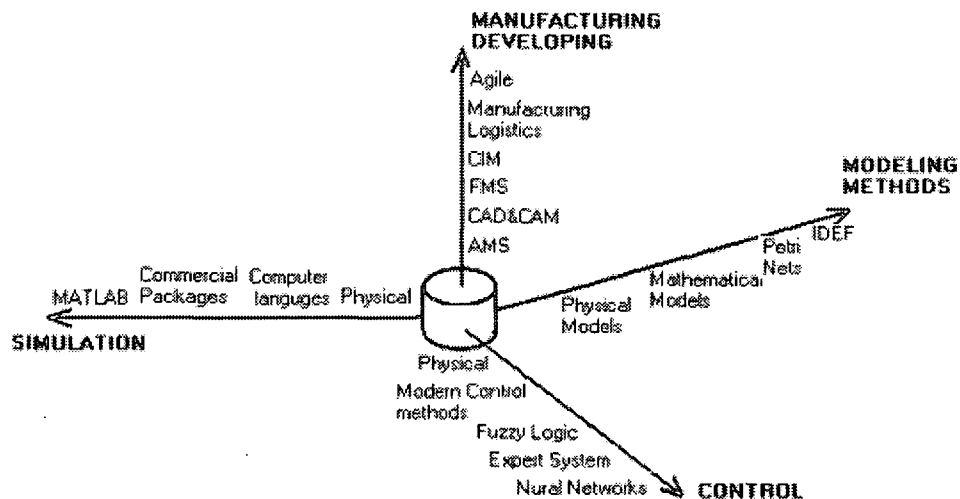 MANUFACTURING
DEVELOPING
Agile
Manufacturing
Logistics
CIM
FMS
CAD&CAM
AMS
MODELING
METHODS
IDEF
Petri
Nets
Mathematical
Models
Physical
Models
MATLAB
Commercial
Packages
Computer
languges
Physical
SIMULATION
Physical
Modern Control
methods
Fuzzy Logic
Expert System
Nural Networks
CONTROL